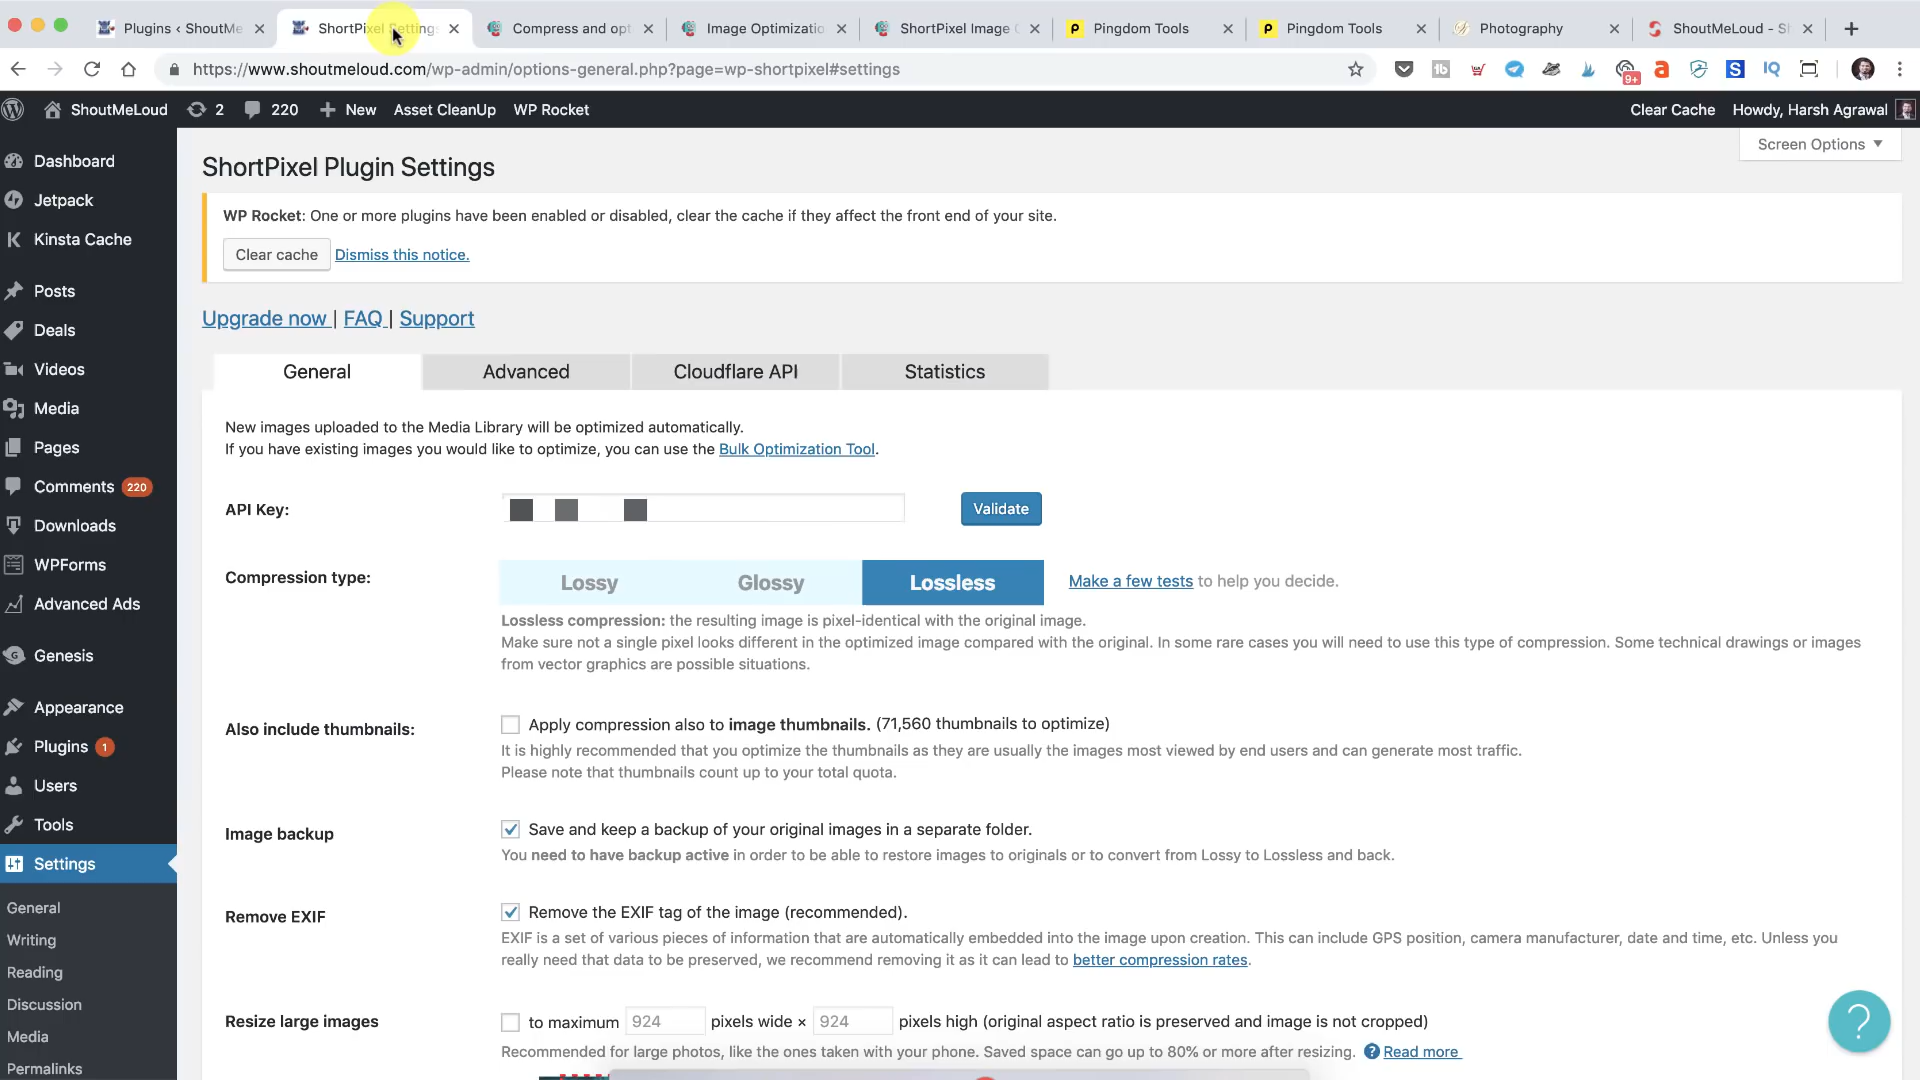 Plugins ‹ ShoutMe
ShortPixel Setting
Compress and opt
Image Optimizatio
ShortPixel Image
Pingdom Tools
Pingdom Tools
Photography
ShoutMeLoud - S
https://www.shoutmeloud.com/wp-admin/options-general.php?page=wp-shortpixel#settings
9+
ShoutMeLoud 2 220 New Asset CleanUp WP Rocket Clear Cache Howdy, Harsh Agrawal
Screen Options
Dashboard
Jetpack
Kinsta Cache
Posts
Deals
Videos
Media
Pages
Comments 220
Downloads
WPForms
Advanced Ads
Genesis
Appearance
Plugins 1
Users
Tools
Settings
General
Writing
Reading
Discussion
Media
Permalinks
ShortPixel Plugin Settings
WP Rocket: One or more plugins have been enabled or disabled, clear the cache if they affect the front end of your site.
Clear cache Dismiss this notice.
Upgrade now | FAQ | Support
General Advanced Cloudflare API Statistics
New images uploaded to the Media Library will be optimized automatically.
If you have existing images you would like to optimize, you can use the Bulk Optimization Tool.
API Key: Validate
Compression type: Lossy Glossy Lossless Make a few tests to help you decide.
Lossless compression: the resulting image is pixel-identical with the original image.
Make sure not a single pixel looks different in the optimized image compared with the original. In some rare cases you will need to use this type of compression. Some technical drawings or images
from vector graphics are possible situations.
Also include thumbnails: Apply compression also to image thumbnails. (71,560 thumbnails to optimize)
It is highly recommended that you optimize the thumbnails as they are usually the images most viewed by end users and can generate most traffic.
Please note that thumbnails count up to your total quota.
Image backup Save and keep a backup of your original images in a separate folder.
You need to have backup active in order to be able to restore images to originals or to convert from Lossy to Lossless and back.
Remove EXIF Remove the EXIF tag of the image (recommended).
EXIF is a set of various pieces of information that are automatically embedded into the image upon creation. This can include GPS position, camera manufacturer, date and time, etc. Unless you
really need that data to be preserved, we recommend removing it as it can lead to better compression rates.
Resize large images to maximum 924 pixels wide × 924 pixels high (original aspect ratio is preserved and image is not cropped)
Recommended for large photos, like the ones taken with your phone. Saved space can go up to 80% or more after resizing. Read more